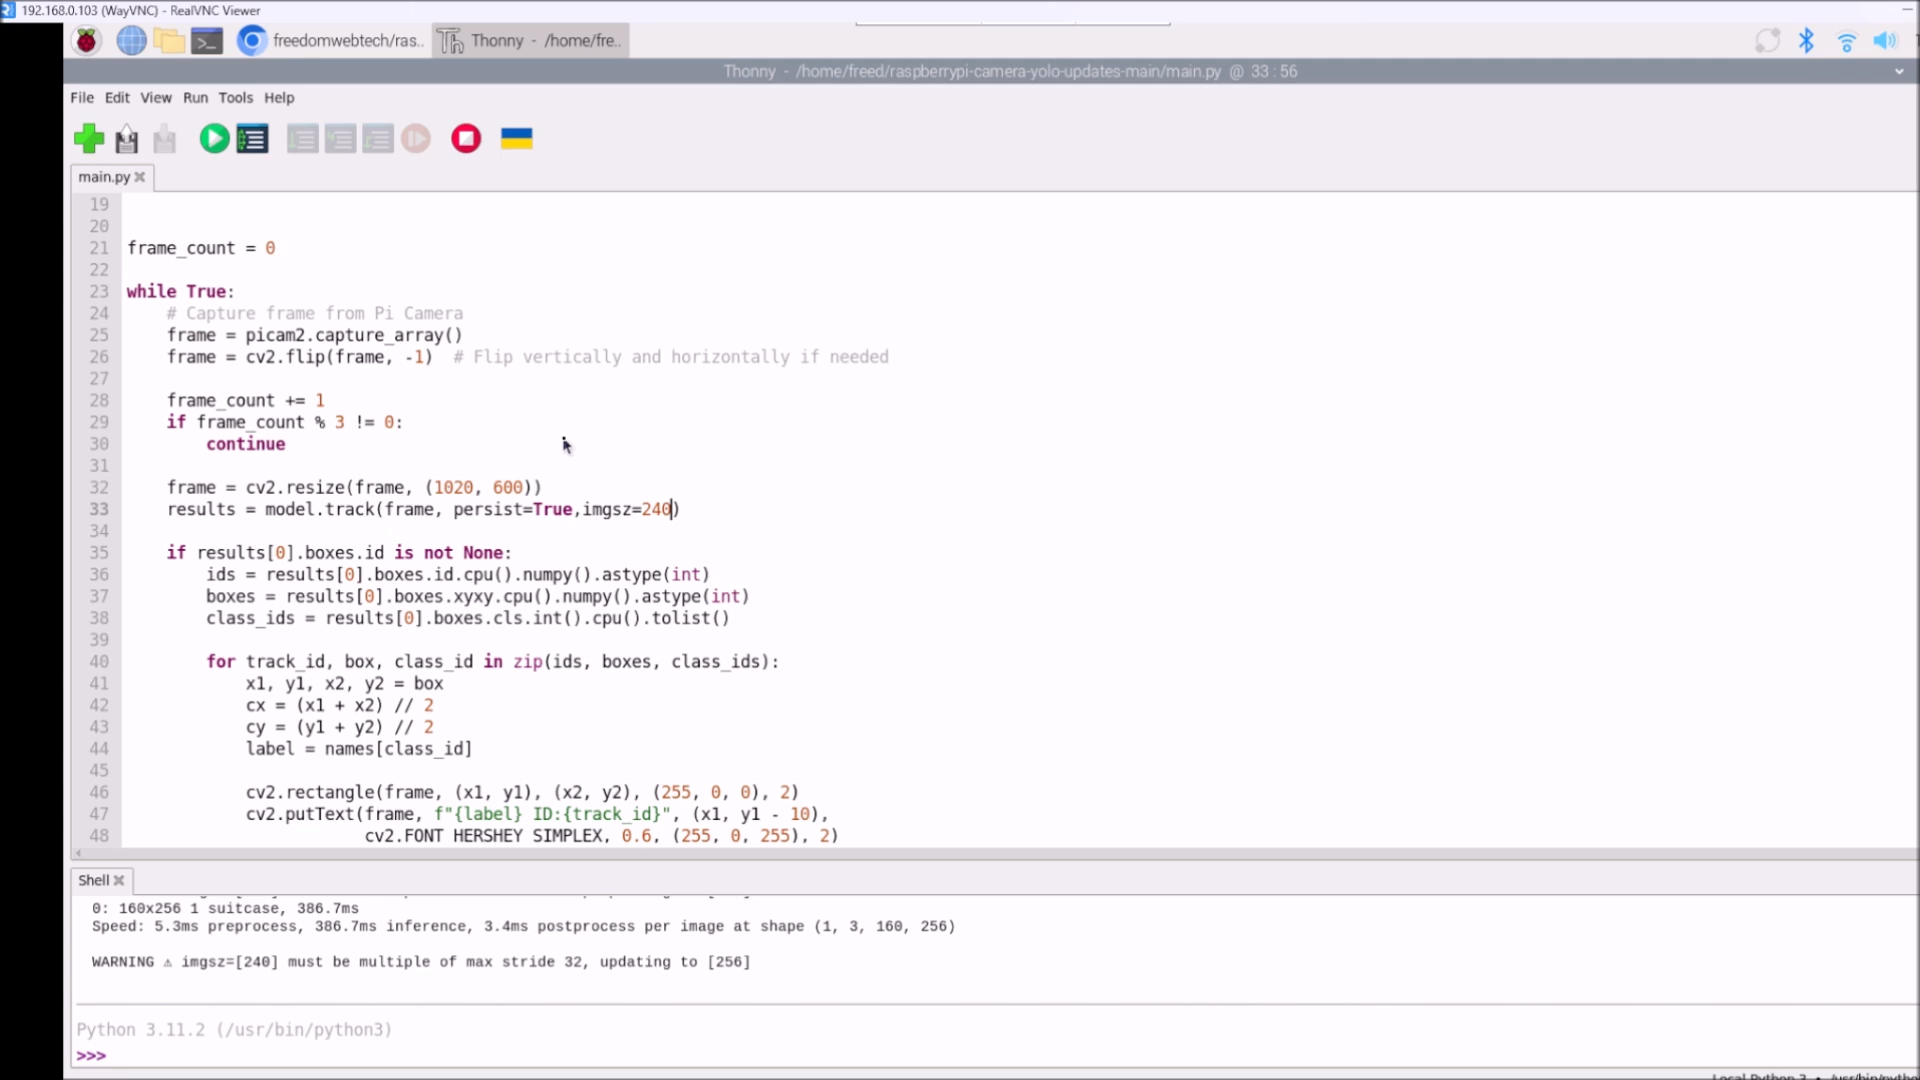 192.168.0.103 (WayVNC) - RealVNC Viewer
freedomwebtech/ras..
Thonny - /home/fre..
Thonny - /home/freed/raspberrypi-camera-yolo-updates-main/main.py @ 33 : 56
File Edit View Run Tools Help
main.py
19
20
21 frame_count = 0
22
23 while True:
24     # Capture frame from Pi Camera
25     frame = picam2.capture_array()
26     frame = cv2.flip(frame, -1)  # Flip vertically and horizontally if needed
27
28     frame_count += 1
29     if frame_count % 3 != 0:
30         continue
31
32     frame = cv2.resize(frame, (1020, 600))
33     results = model.track(frame, persist=True,imgsz=240)
34
35     if results[0].boxes.id is not None:
36         ids = results[0].boxes.id.cpu().numpy().astype(int)
37         boxes = results[0].boxes.xyxy.cpu().numpy().astype(int)
38         class_ids = results[0].boxes.cls.int().cpu().tolist()
39
40         for track_id, box, class_id in zip(ids, boxes, class_ids):
41             x1, y1, x2, y2 = box
42             cx = (x1 + x2) // 2
43             cy = (y1 + y2) // 2
44             label = names[class_id]
45
46             cv2.rectangle(frame, (x1, y1), (x2, y2), (255, 0, 0), 2)
47             cv2.putText(frame, f"{label} ID:{track_id}", (x1, y1 - 10),
48                         cv2.FONT_HERSHEY_SIMPLEX, 0.6, (255, 0, 255), 2)
Shell
0: 160x256 1 suitcase, 386.7ms
Speed: 5.3ms preprocess, 386.7ms inference, 3.4ms postprocess per image at shape (1, 3, 160, 256)
WARNING ⚠ imgsz=[240] must be multiple of max stride 32, updating to [256]
Python 3.11.2 (/usr/bin/python3)
>>>